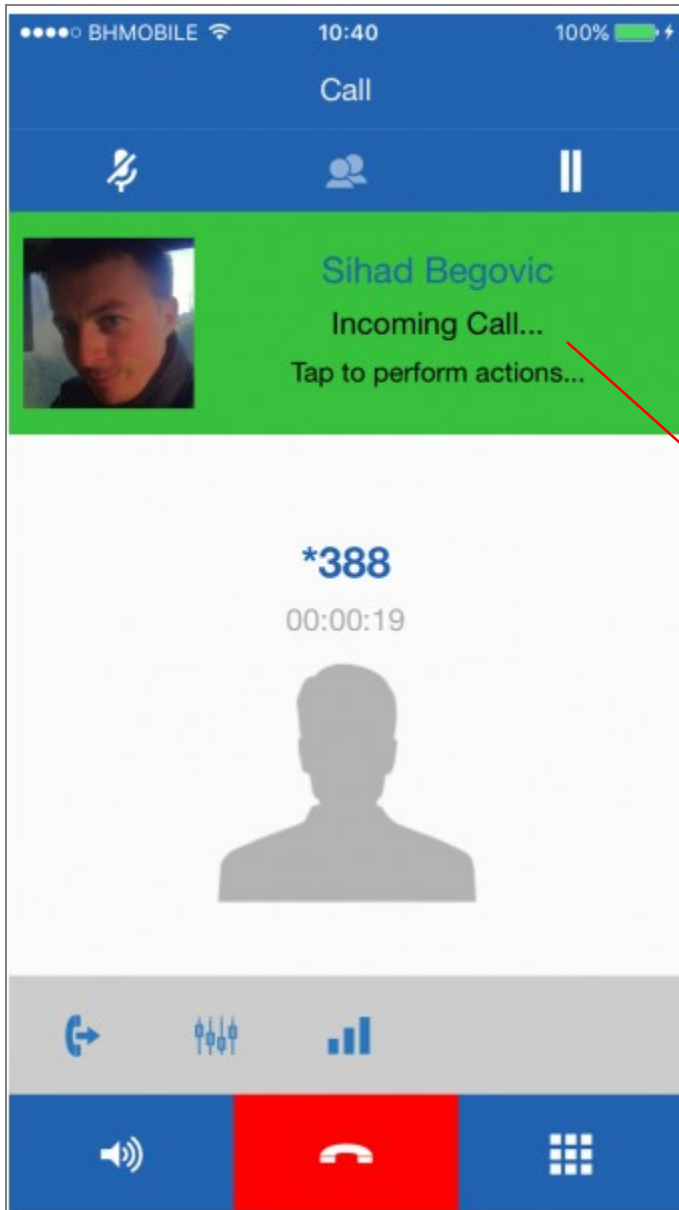 BHMOBILE 10:40 100%
Call
Sihad Begovic
Incoming Call...
Tap to perform actions...
*388
00:00:19